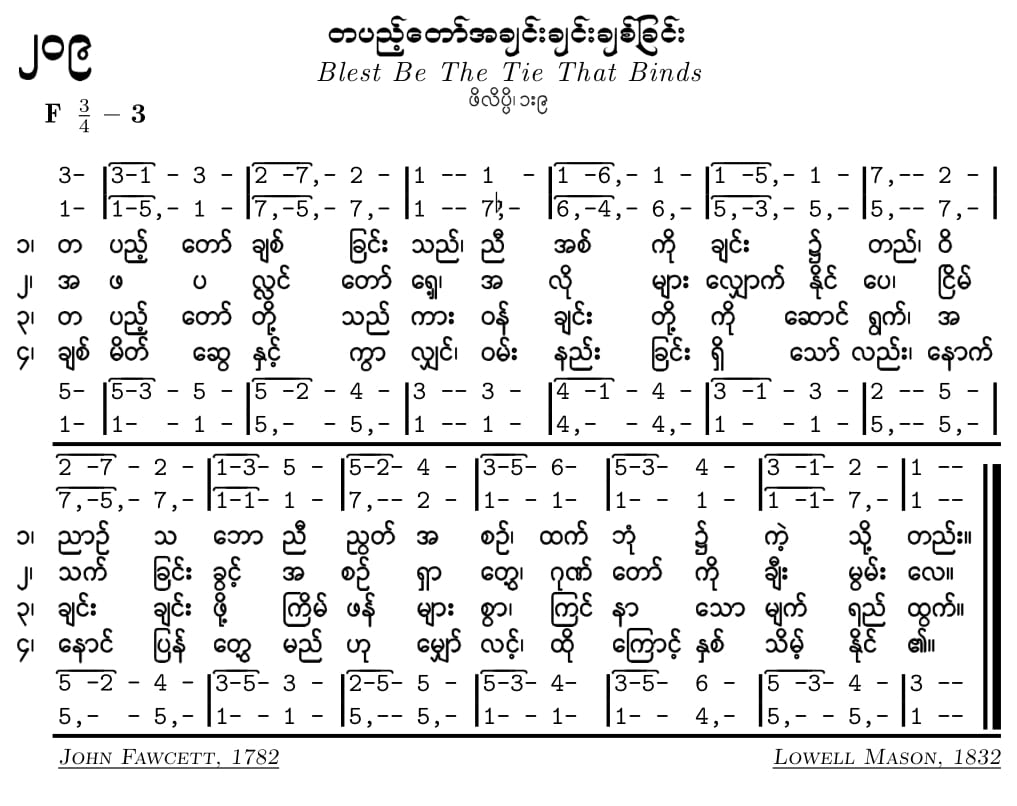 ၂၀၉
တပည့်တော်အချင်းချင်းချစ်ခြင်း
Blest Be The Tie That Binds
ဖိလိပ္ပိ၊ ၁း၉
F 3/4 – 3
3- |3-1 - 3 - |2 -7,- 2 - |1 -- 1 - |1 -6,- 1 - |1 -5,- 1 - |7,-- 2 - |
1- |1-5,- 1 - |7,-5,- 7,- |1 -- 7,- |6,-4,- 6,- |5,-3,- 5,- |5,-- 7,- |
၁၊ တ ပည့် တော် ချစ် ခြင်း သည်၊ ညီ အစ် ကို ချင်း ၌ တည်၊ ဝိ
၂၊ အ ဖ ပ လ္လင် တော် ရှေ့၊ အ လို များ လျှောက် နိုင် ပေ၊ ငြိမ်
၃၊ တ ပည့် တော် တို့ သည် ကား ဝန် ချင်း တို့ ကို ဆောင် ရွက်၊ အ
၄၊ ချစ် မိတ် ဆွေ နှင့် ကွာ လျှင်၊ ဝမ်း နည်း ခြင်း ရှိ သော် လည်း၊ နောက်
5- |5-3 - 5 - |5 -2 - 4 - |3 -- 3 - |4 -1 - 4 - |3 -1 - 3 - |2 -- 5 - |
1- |1- - 1 - |5,- - 5,- |1 -- 1 - |4,- - 4,- |1 - - 1 - |5,-- 5,- |
2 -7 - 2 - |1-3- 5 - |5-2- 4 - |3-5- 6- |5-3- 4 - |3 -1- 2 - |1 --
7,-5,- 7,- |1-1- 1 - |7,-- 2 - |1- - 1- |1- - 1 - |1 -1- 7,- |1 --
၁၊ ညာဉ် သ ဘော ညီ ညွတ် အ စဉ်၊ ထက် ဘုံ ၌ ကဲ့ သို့ တည်း။
၂၊ သက် ခြင်း ခွင့် အ စဉ် ရှာ တွေ့၊ ဂုဏ် တော် ကို ချီး မွမ်း လေ။
၃၊ ချင်း ချင်း ဖို့ ကြိမ် ဖန် များ စွာ၊ ကြင် နာ သော မျက် ရည် ထွက်။
၄၊ နောင် ပြန် တွေ့ မည် ဟု မျှော် လင့်၊ ထို ကြောင့် နှစ် သိမ့် နိုင် ၏။
5 -2 - 4 - |3-5- 3 - |2-5- 5 - |5-3- 4- |3-5- 6 - |5 -3- 4 - |3 --
5,- - 5,- |1- - 1 - |5,-- 5,- |1- - 1- |1- - 4,- |5,- - 5,- |1 --
John Fawcett, 1782
Lowell Mason, 1832